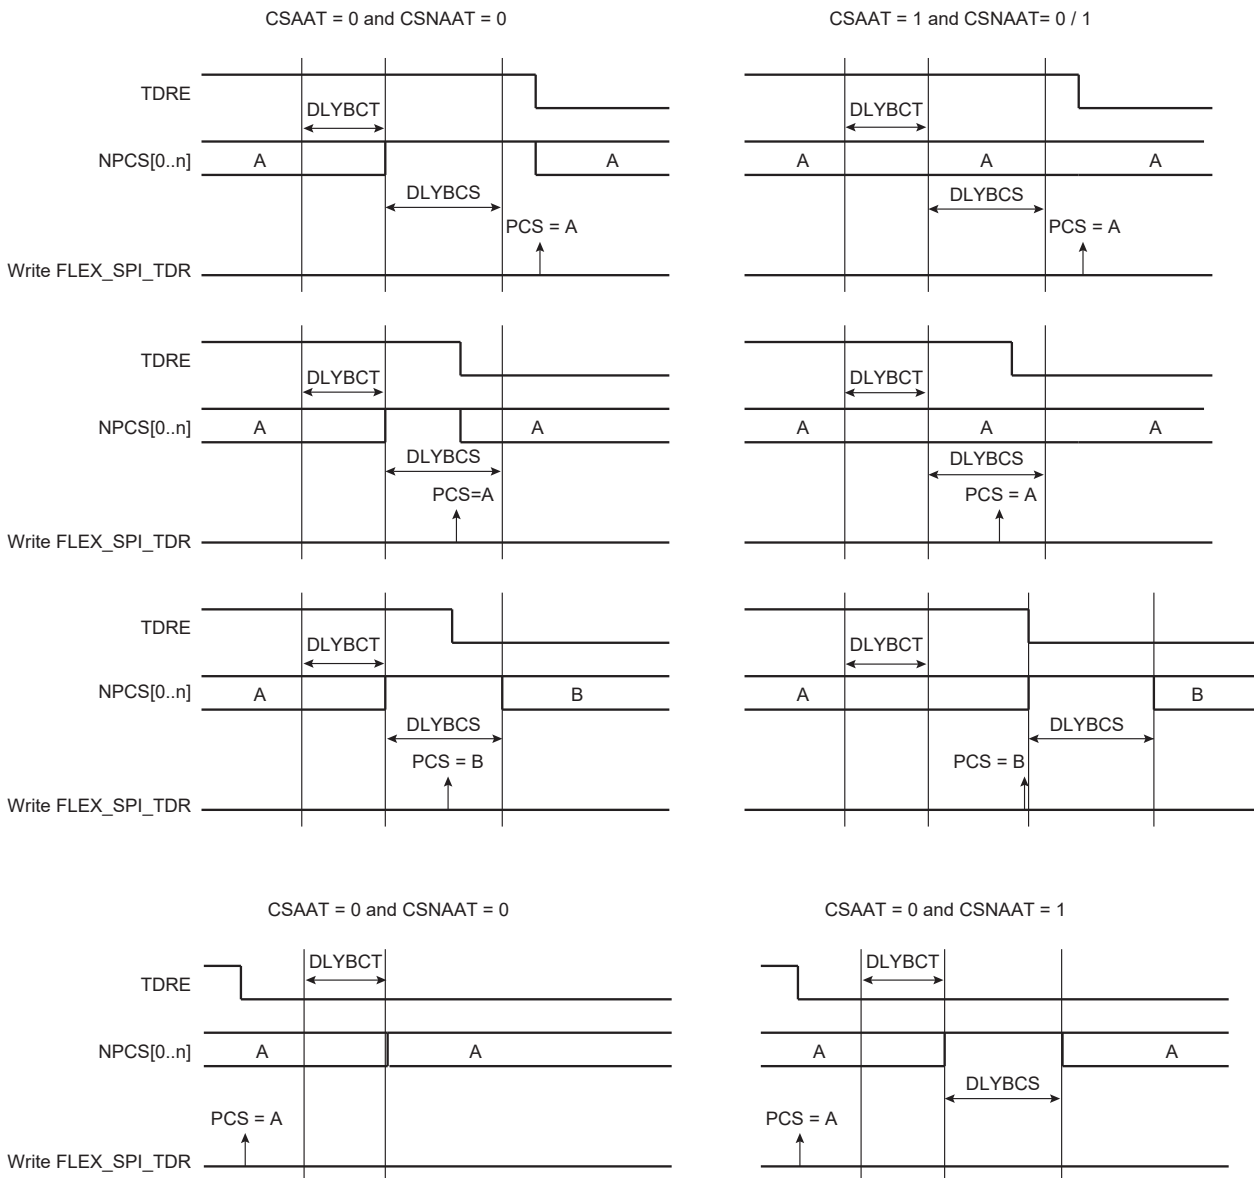 CSAAT = 0 and CSNAAT = 0
CSAAT = 1 and CSNAAT= 0 / 1
TDRE
DLYBCT
DLYBCT
NPCS[0..n]
A
A
A
A
A
DLYBCS
DLYBCS
PCS = A
PCS = A
Write FLEX_SPI_TDR
TDRE
DLYBCT
DLYBCT
NPCS[0..n]
A
A
A
A
A
DLYBCS
DLYBCS
PCS=A
PCS = A
Write FLEX_SPI_TDR
TDRE
DLYBCT
DLYBCT
NPCS[0..n]
A
B
A
B
DLYBCS
DLYBCS
PCS = B
PCS = B
Write FLEX_SPI_TDR
CSAAT = 0 and CSNAAT = 0
CSAAT = 0 and CSNAAT = 1
DLYBCT
DLYBCT
TDRE
NPCS[0..n]
A
A
A
A
DLYBCS
PCS = A
PCS = A
Write FLEX_SPI_TDR